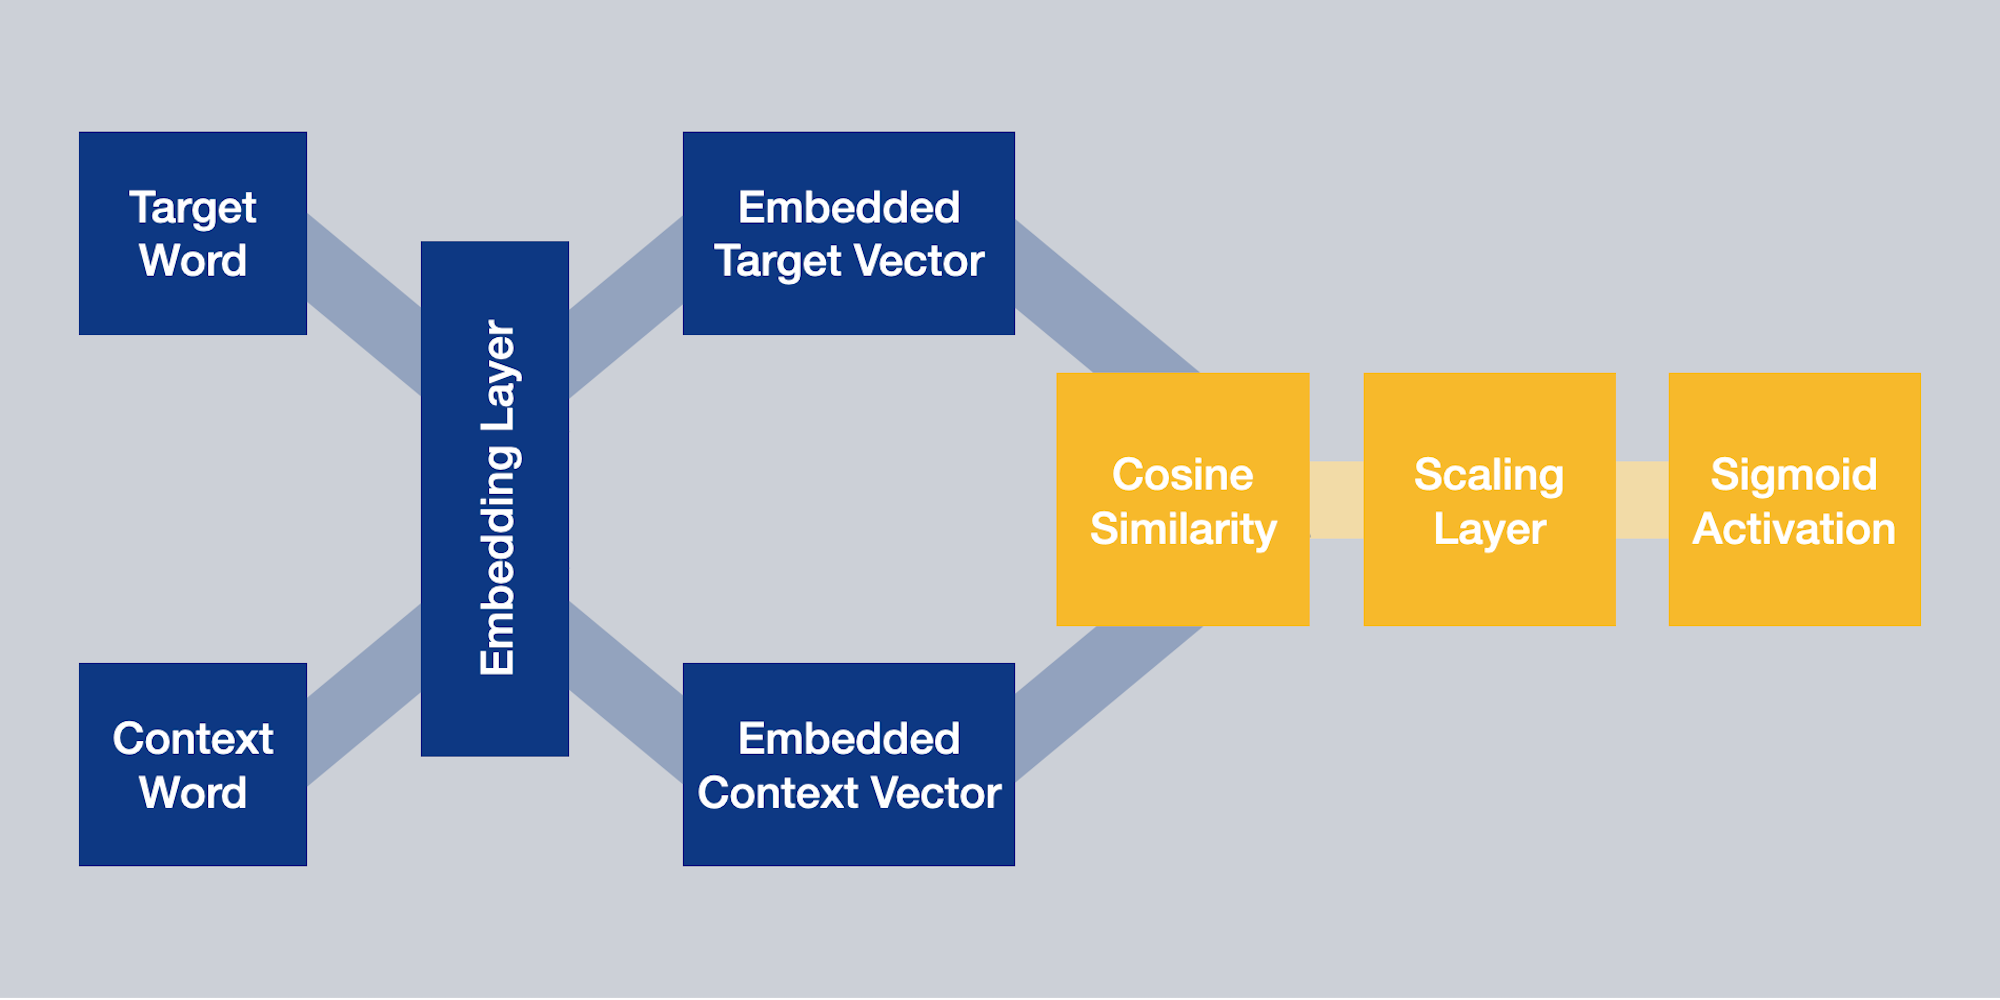 Target
Word
Embedding Layer
Embedded
Target Vector
Context
Word
Embedded
Context Vector
Cosine
Similarity
Scaling
Layer
Sigmoid
Activation